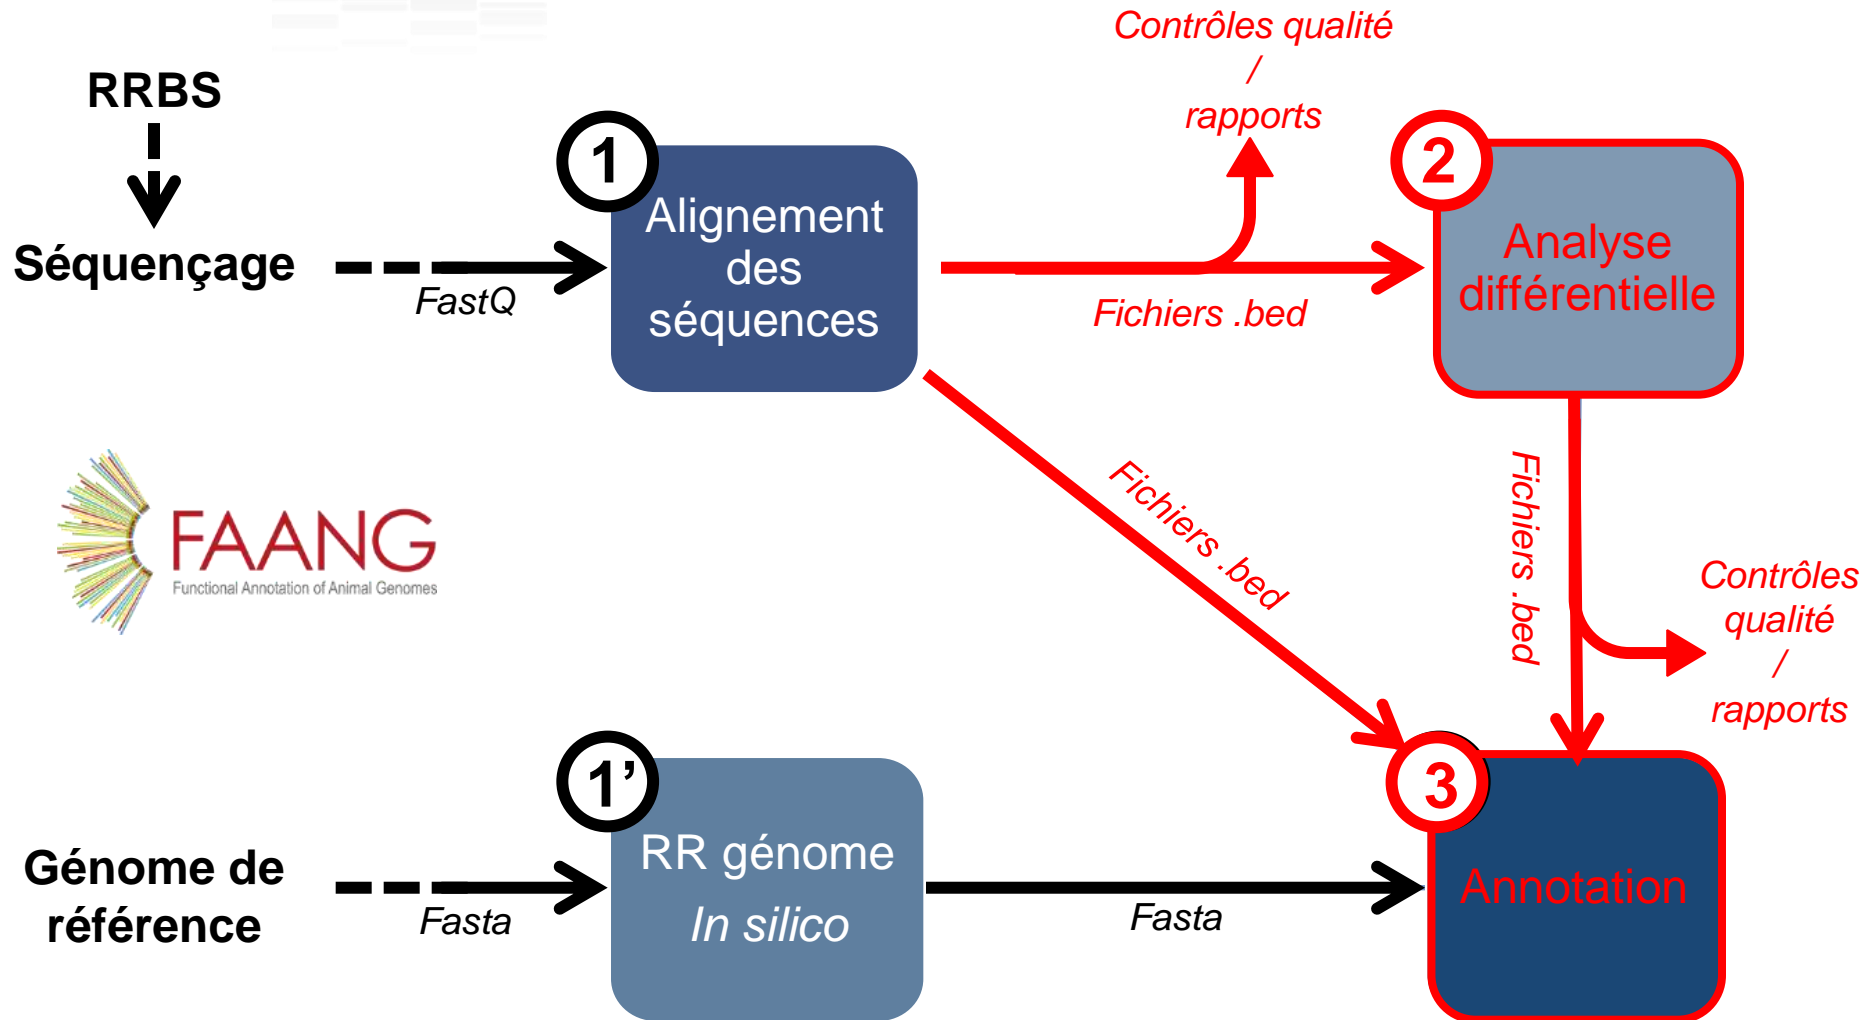 Contrôles qualité
/
rapports
RRBS
Séquençage
FastQ
1
Alignement
des
séquences
Fichiers .bed
2
Analyse
différentielle
Fichiers .bed
Fichiers .bed
Contrôles
qualité
/
rapports
FAANG
Functional Annotation of Animal Genomes
Génome de
référence
Fasta
1’
RR génome
In silico
Fasta
3
Annotation